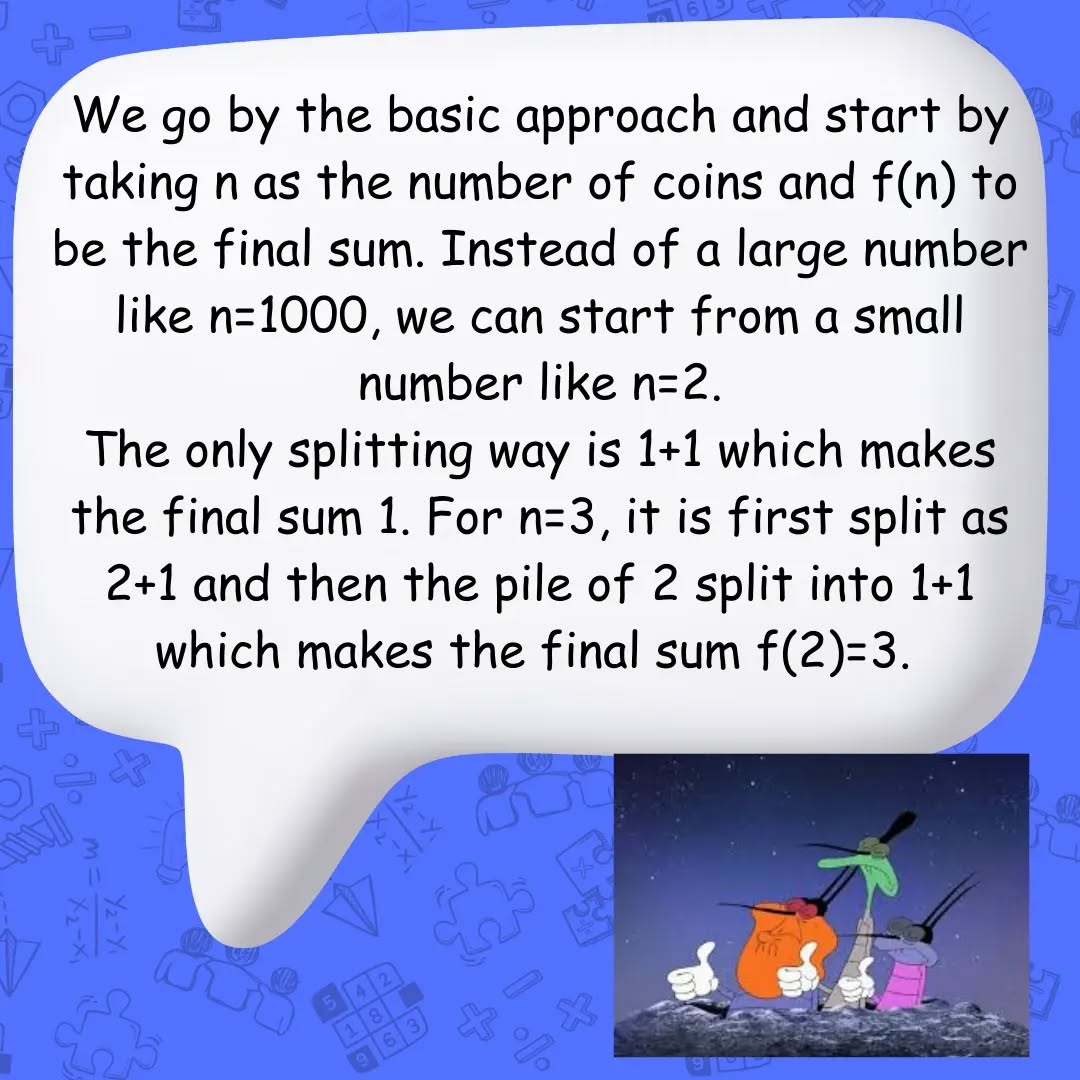 We go by the basic approach and start by
taking n as the number of coins and f(n) to
be the final sum. Instead of a large number
like n=1000, we can start from a small
number like n=2.
The only splitting way is 1+1 which makes
the final sum 1. For n=3, it is first split as
2+1 and then the pile of 2 split into 1+1
which makes the final sum f(2)=3.